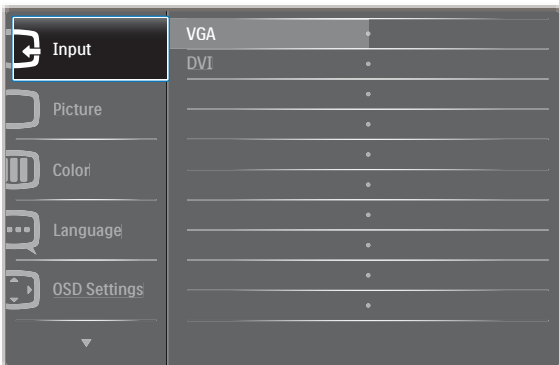 Input
VGA
DVI
Picture
Color
Language
OSD Settings